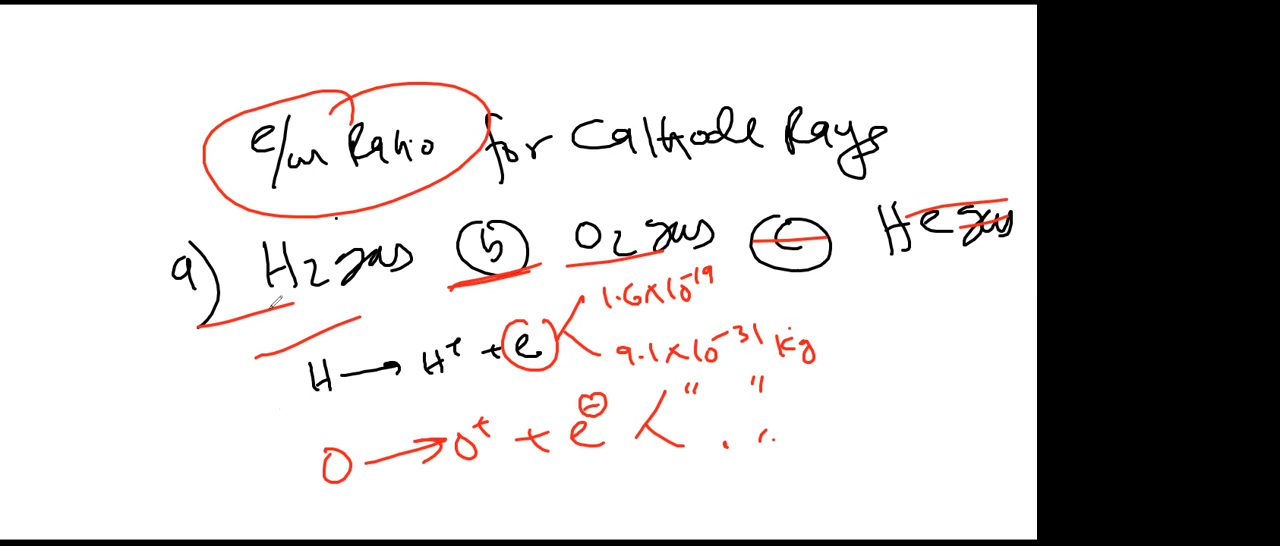 e/m Ratio for Cathode Rays
a) H2 gas (b) O2 gas (c) He gas
1.6×10⁻¹⁹
H → H⁺ + e
9.1×10⁻³¹ kg
O → O⁺ + e⊖ " "